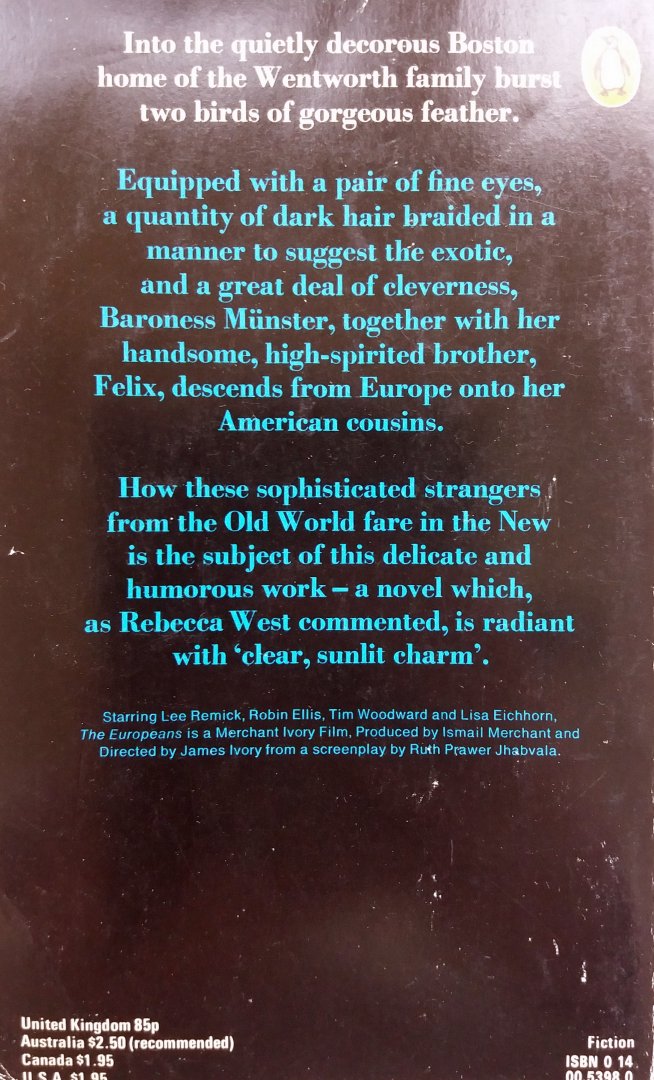 Into the quietly decorous Boston
home of the Wentworth family burst
two birds of gorgeous feather.
Equipped with a pair of fine eyes,
a quantity of dark hair braided in a
manner to suggest the exotic,
and a great deal of cleverness,
Baroness Münster, together with her
handsome, high-spirited brother,
Felix, descends from Europe onto her
American cousins.
How these sophisticated strangers
from the Old World fare in the New
is the subject of this delicate and
humorous work – a novel which,
as Rebecca West commented, is radiant
with ‘clear, sunlit charm’.
Starring Lee Remick, Robin Ellis, Tim Woodward and Lisa Eichhorn,
The Europeans is a Merchant Ivory Film, Produced by Ismail Merchant and
Directed by James Ivory from a screenplay by Ruth Prawer Jhabvala.
United Kingdom 85p
Australia $2.50 (recommended)
Canada $1.95
U.S.A. $1.95
Fiction
ISBN 0 14
00 5398 0